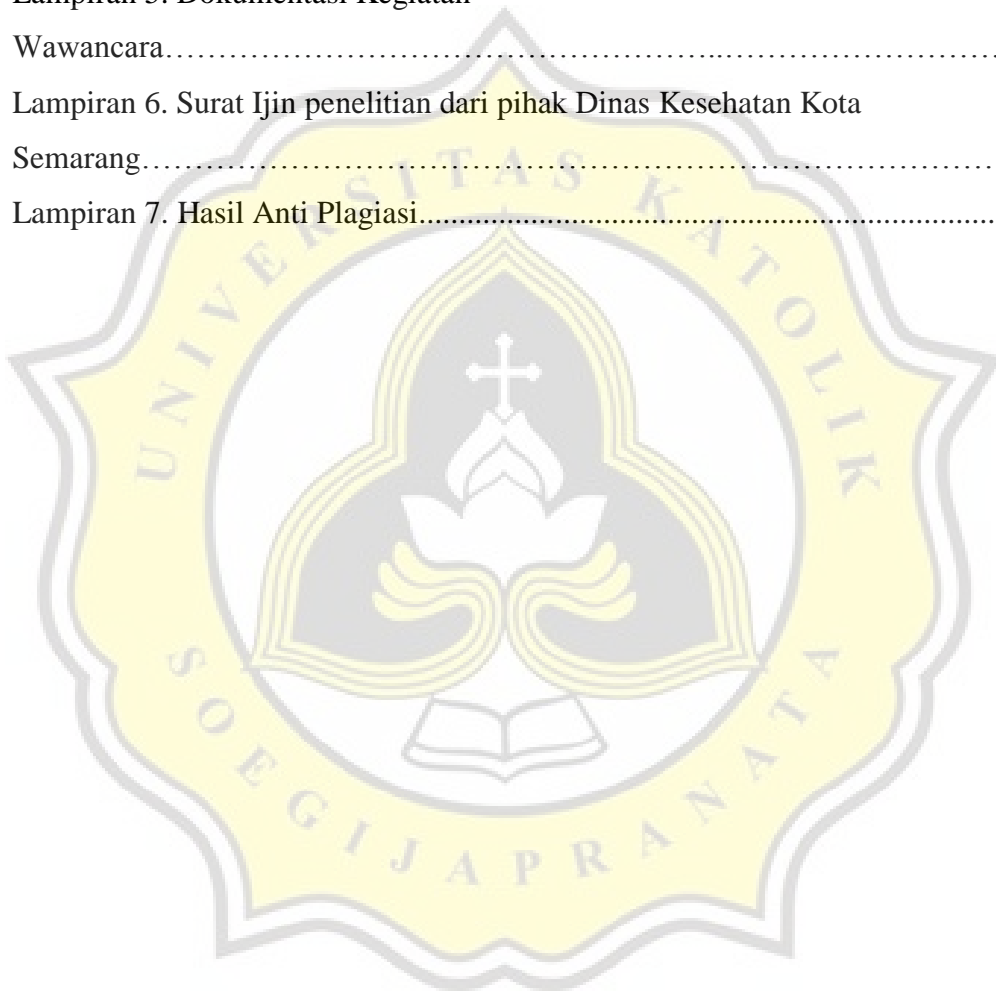 Lampiran 5. Dokumentasi Kegiatan
Wawancara……………………………………………………..…………………………
Lampiran 6. Surat Ijin penelitian dari pihak Dinas Kesehatan Kota
Semarang…………………………………………………………………………………
Lampiran 7. Hasil Anti Plagiasi.........................................................................
UNIVERSITAS KATOLIK
SOEGIJAPRANATA